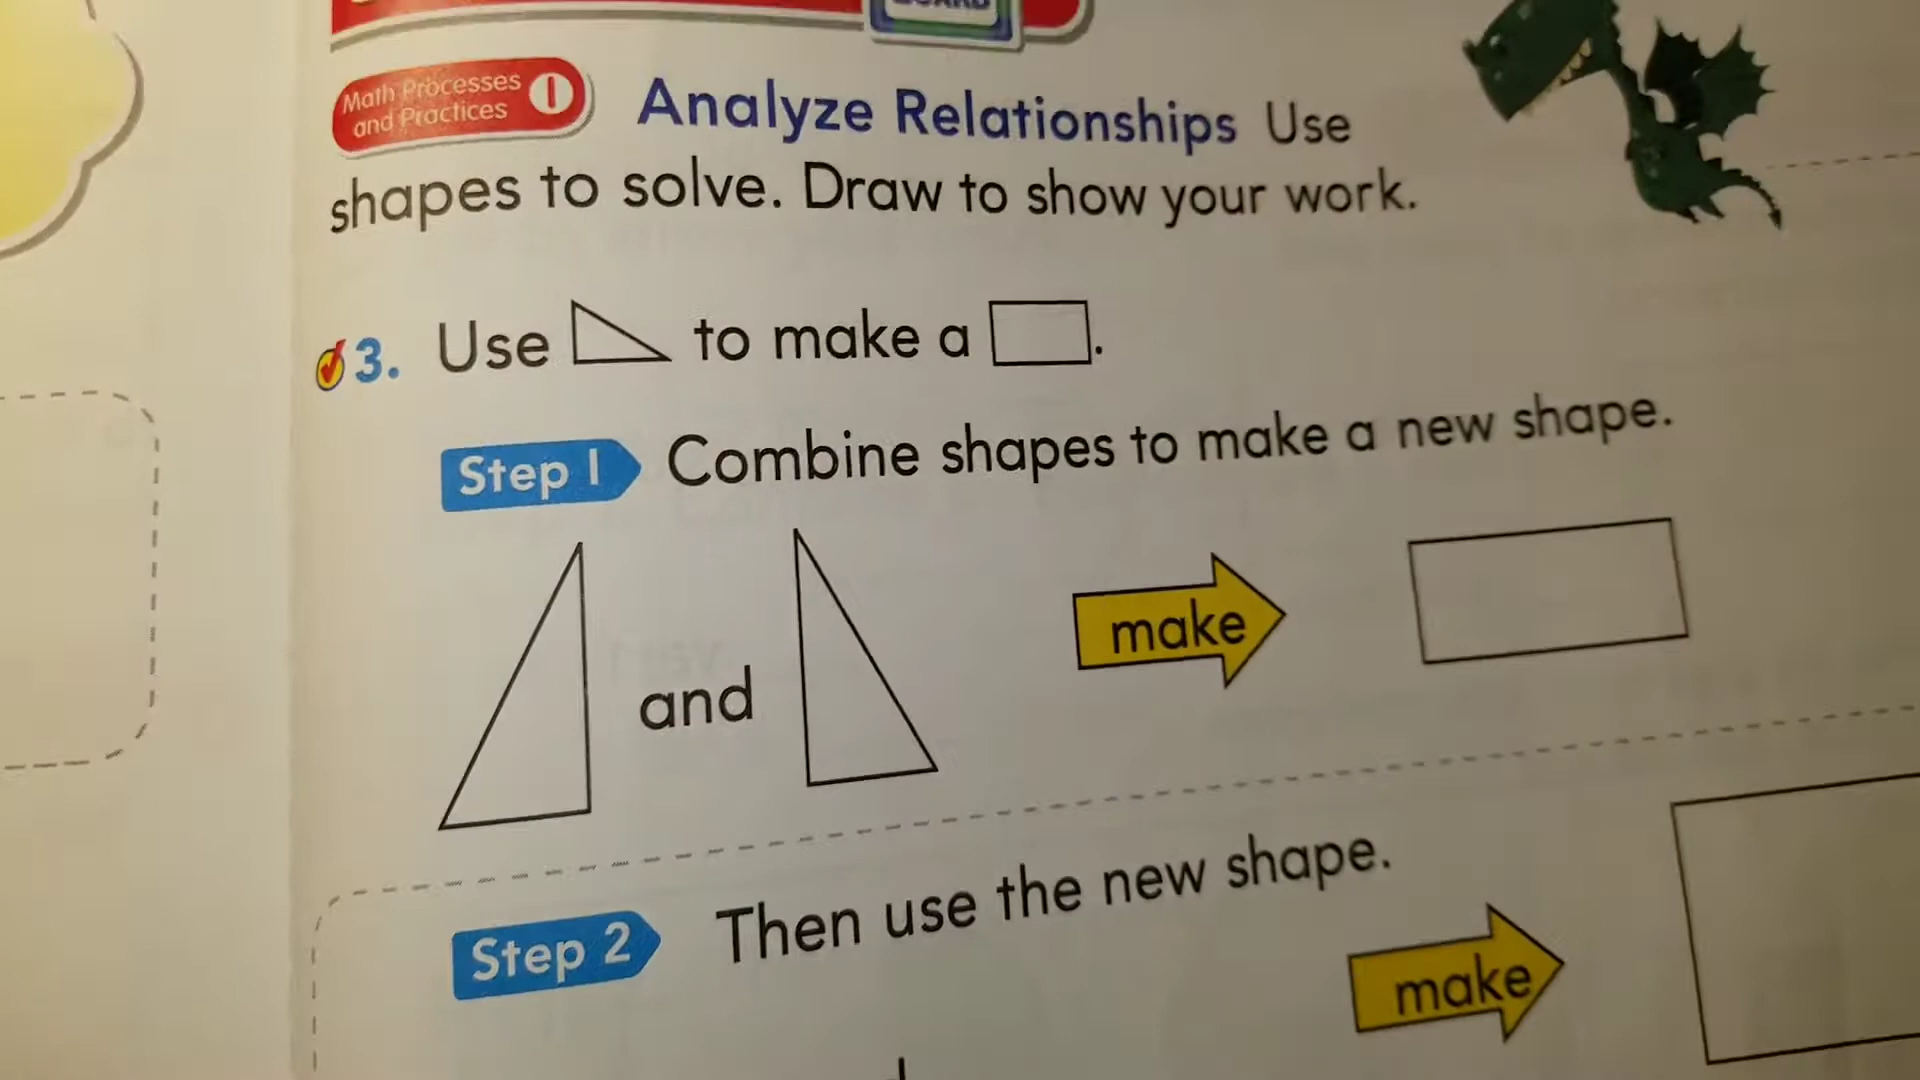 Math Processes
and Practices 1
Analyze Relationships Use
shapes to solve. Draw to show your work.
3. Use to make a .
Step 1 Combine shapes to make a new shape.
and
make
Step 2 Then use the new shape.
make